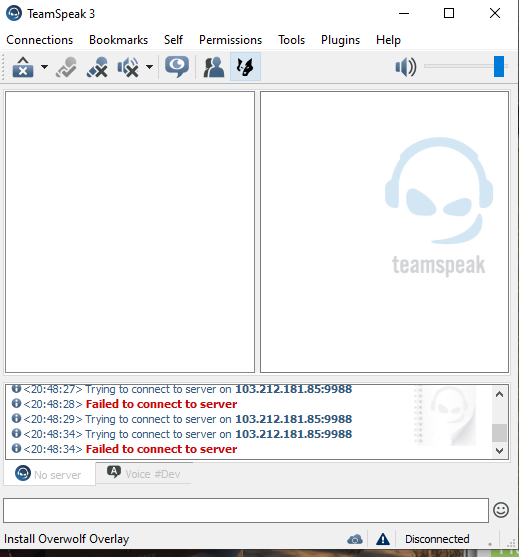 TeamSpeak 3
Connections Bookmarks Self Permissions Tools Plugins Help
teamspeak
<20:48:27> Trying to connect to server on 103.212.181.85:9988
<20:48:28> Failed to connect to server
<20:48:29> Trying to connect to server on 103.212.181.85:9988
<20:48:34> Trying to connect to server on 103.212.181.85:9988
<20:48:34> Failed to connect to server
No server A Voice #Dev
Install Overwolf Overlay Disconnected